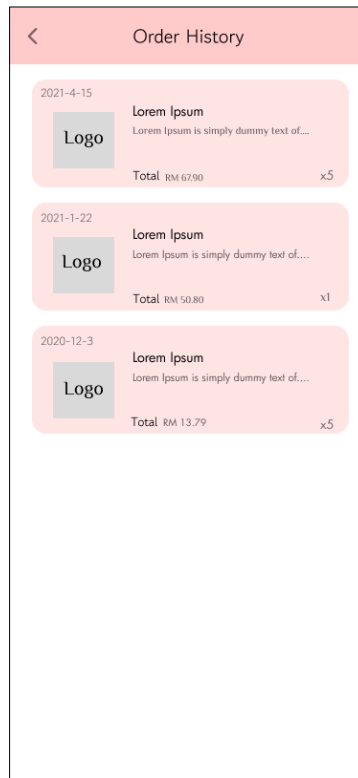 Order History
2021-4-15
Logo
Lorem Ipsum
Lorem Ipsum is simply dummy text of....
Total RM 67.90 x5
2021-1-22
Logo
Lorem Ipsum
Lorem Ipsum is simply dummy text of....
Total RM 50.80 x1
2020-12-3
Logo
Lorem Ipsum
Lorem Ipsum is simply dummy text of....
Total RM 13.79 x5